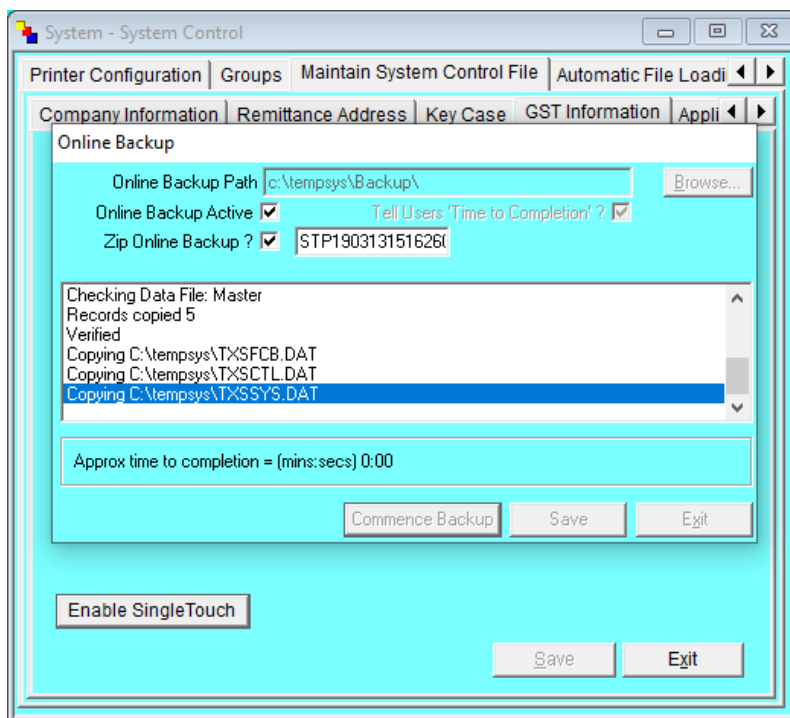 System - System Control
Printer Configuration Groups Maintain System Control File Automatic File Loadi
Company Information Remittance Address Key Case GST Information Appli
Online Backup
Online Backup Path c:\tempsys\Backup\ Browse...
Online Backup Active Tell Users 'Time to Completion' ?
Zip Online Backup ? STP190313151626(
Checking Data File: Master
Records copied 5
Verified
Copying C:\tempsys\TXSFCB.DAT
Copying C:\tempsys\TXSCTL.DAT
Copying C:\tempsys\TXSSYS.DAT
Approx time to completion = (mins:secs) 0:00
Commence Backup Save Exit
Enable SingleTouch
Save Exit